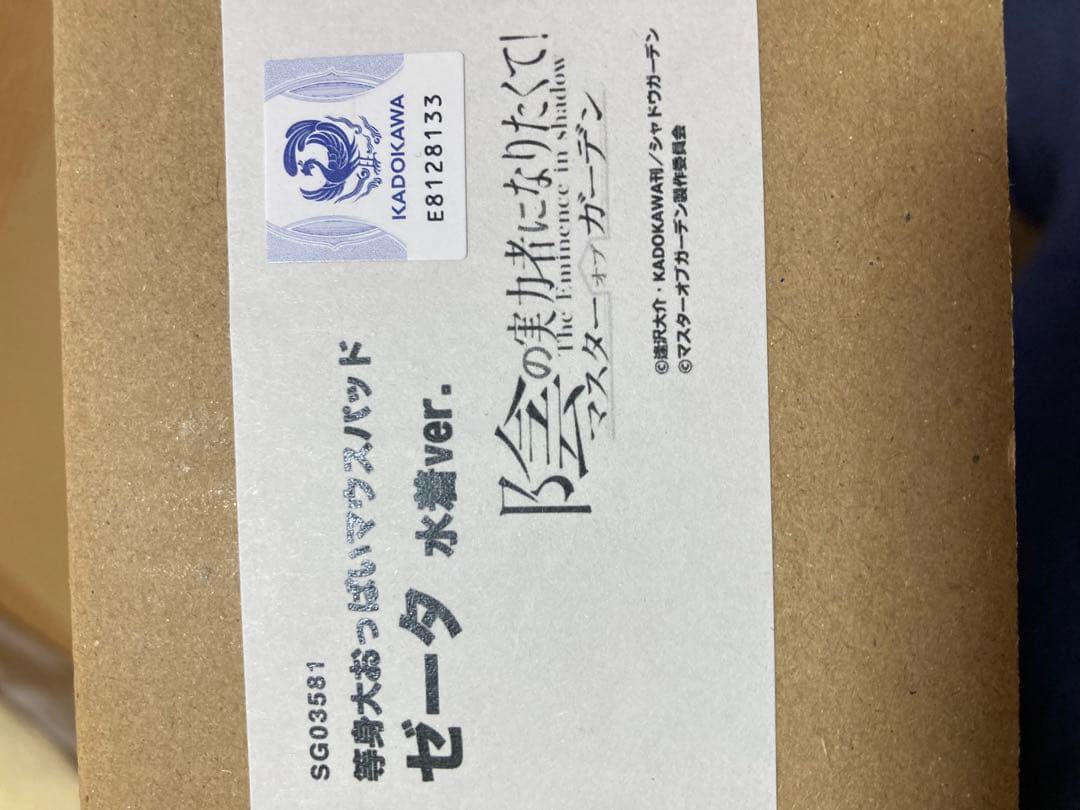 SG03581
等身大おっぱいマウスパッド
ゼータ 水着ver.
KADOKAWA
E8128133
陰の実力者になりたくて!
The Eminence in shadow
マスターオブガーデン
©逢沢大介・KADOKAWA刊/シャドウガーデン
©マスターオブガーデン製作委員会